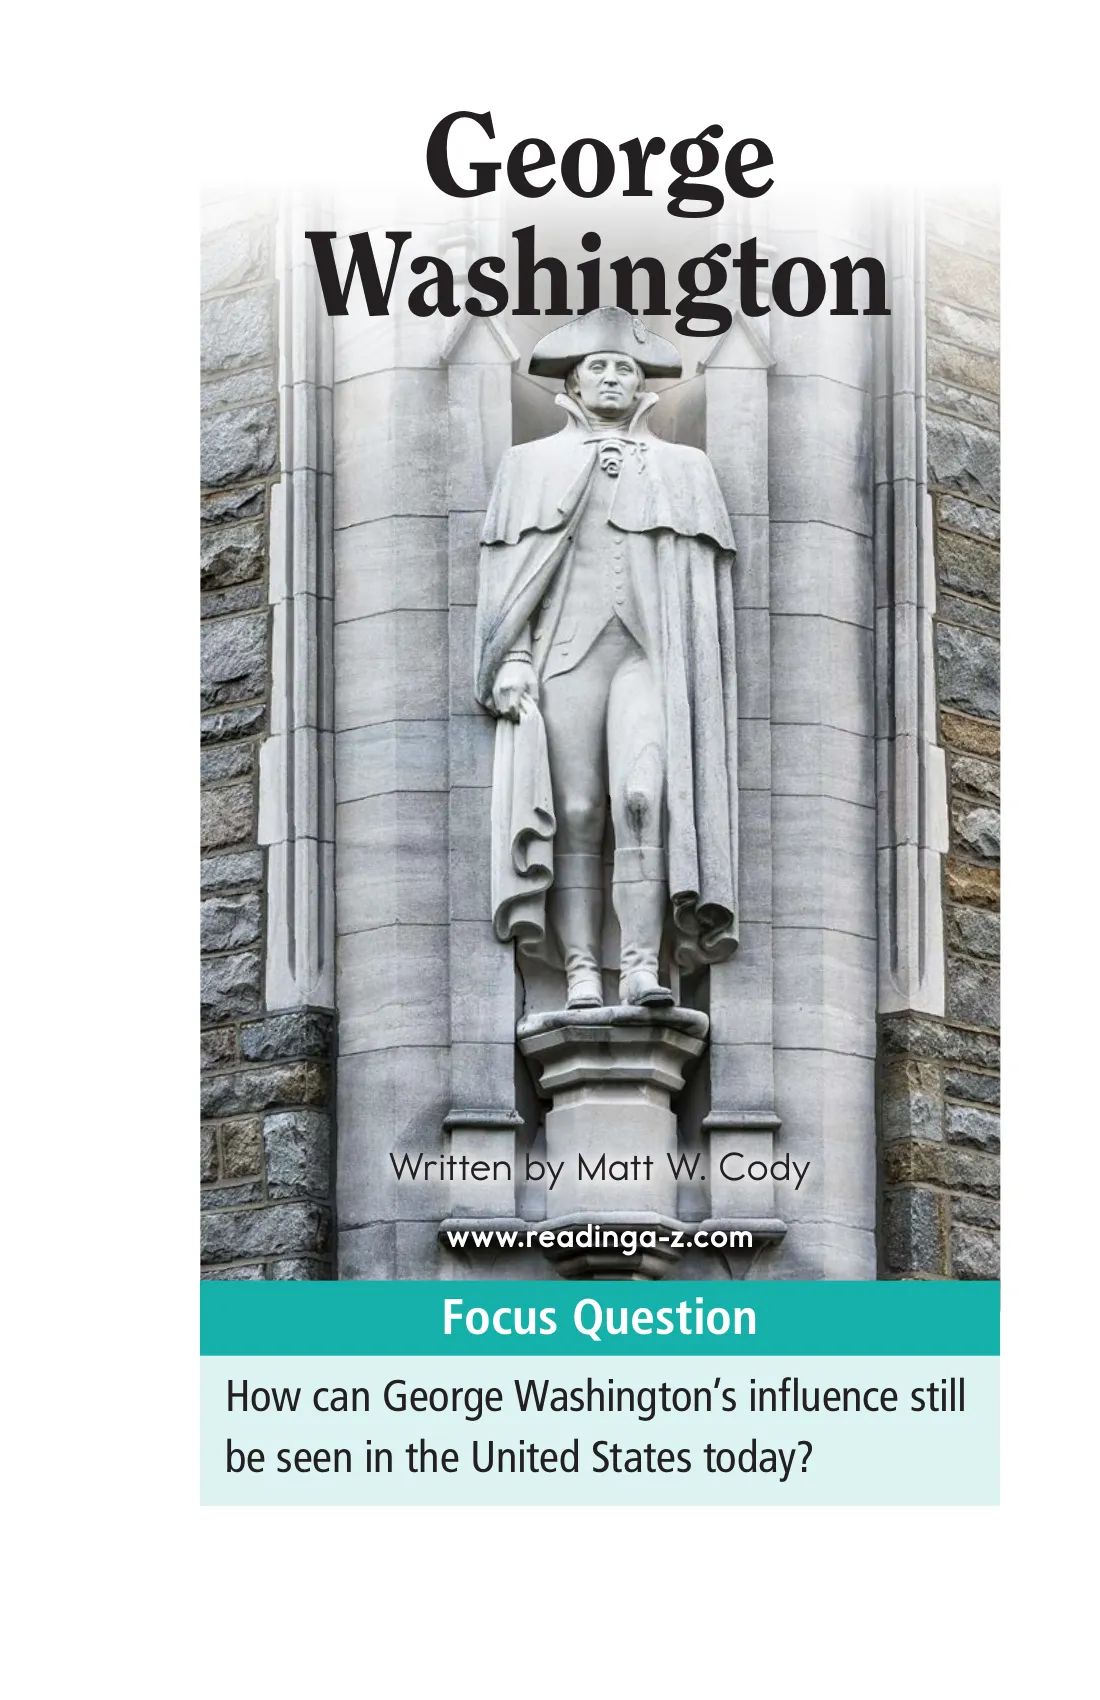 George
Washington
Written by Matt W. Cody
www.readinga-z.com
Focus Question
How can George Washington’s influence still
be seen in the United States today?